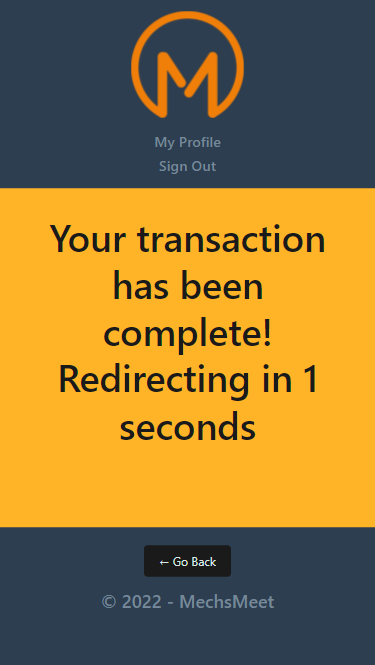 My Profile
Sign Out
Your transaction
has been
complete!
Redirecting in 1
seconds
← Go Back
© 2022 - MechsMeet